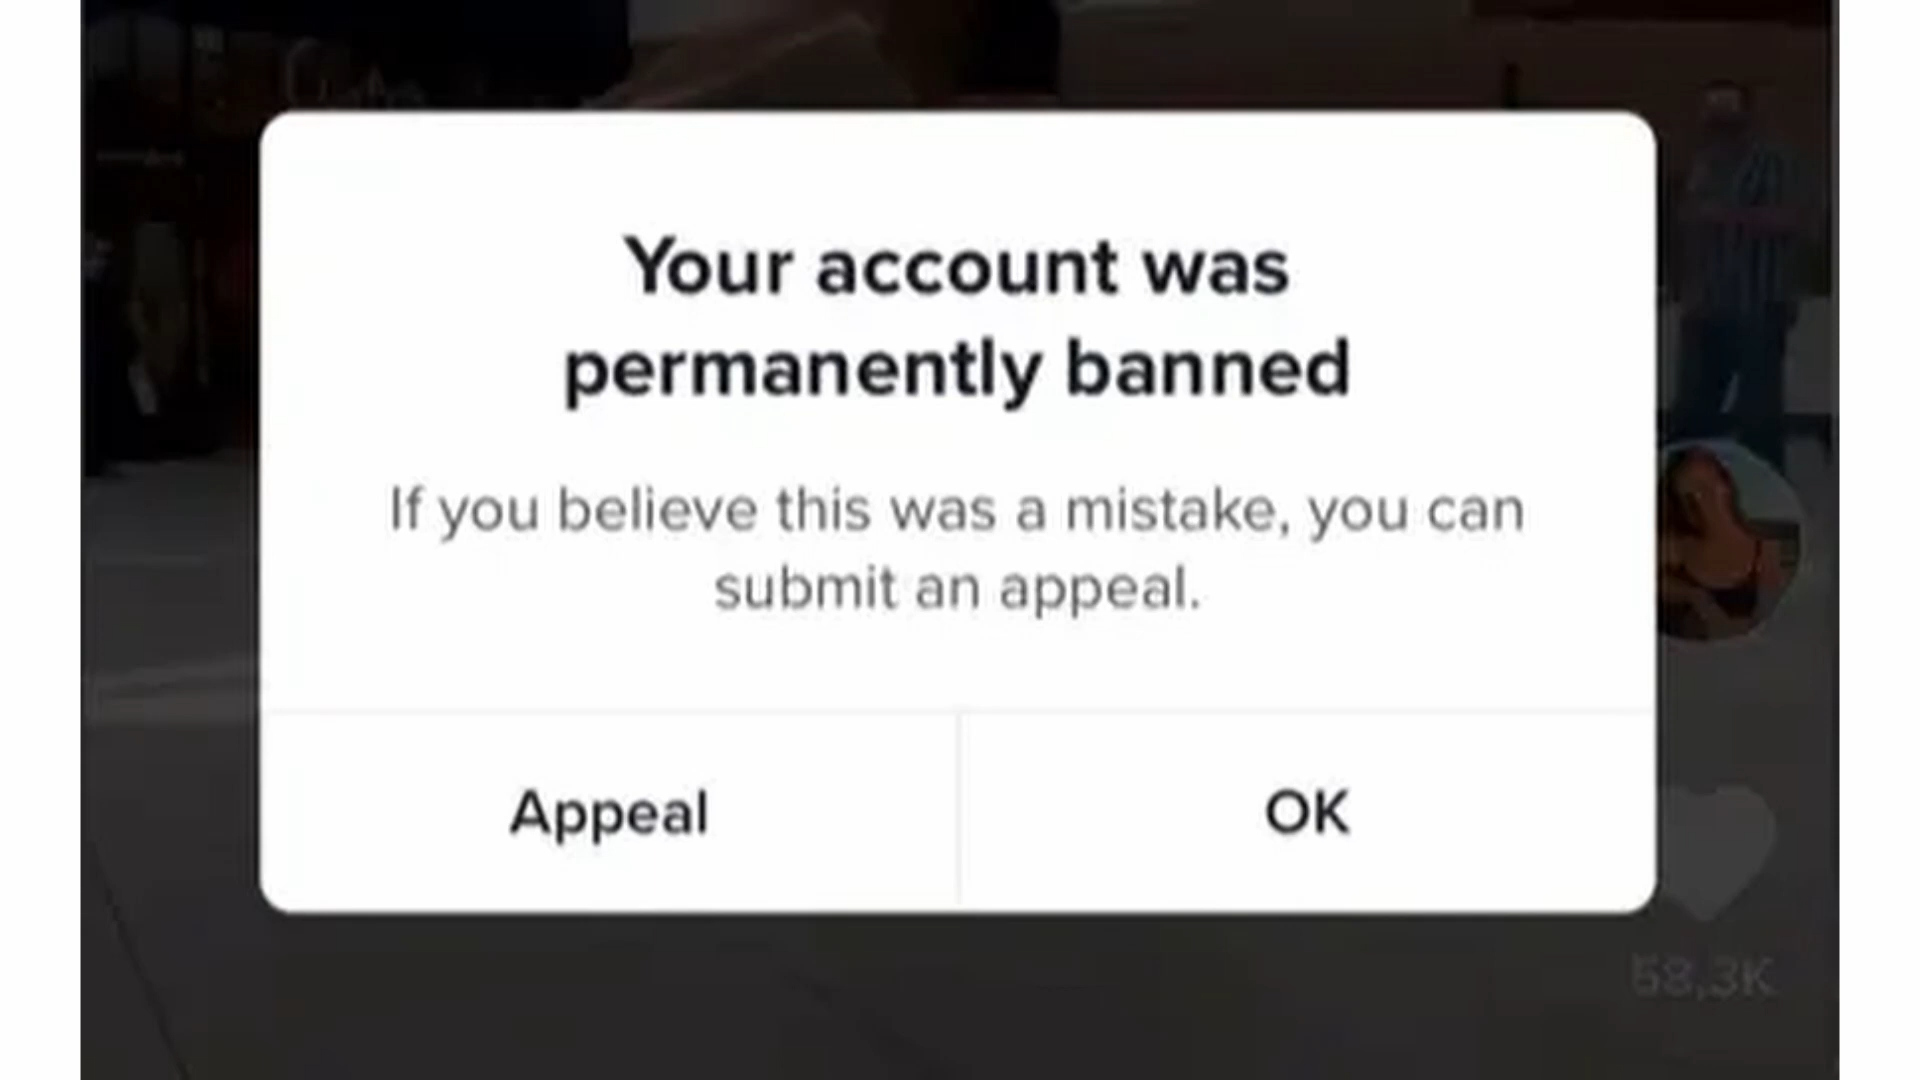 Your account was
permanently banned
If you believe this was a mistake, you can
submit an appeal.
Appeal
OK
58,3K